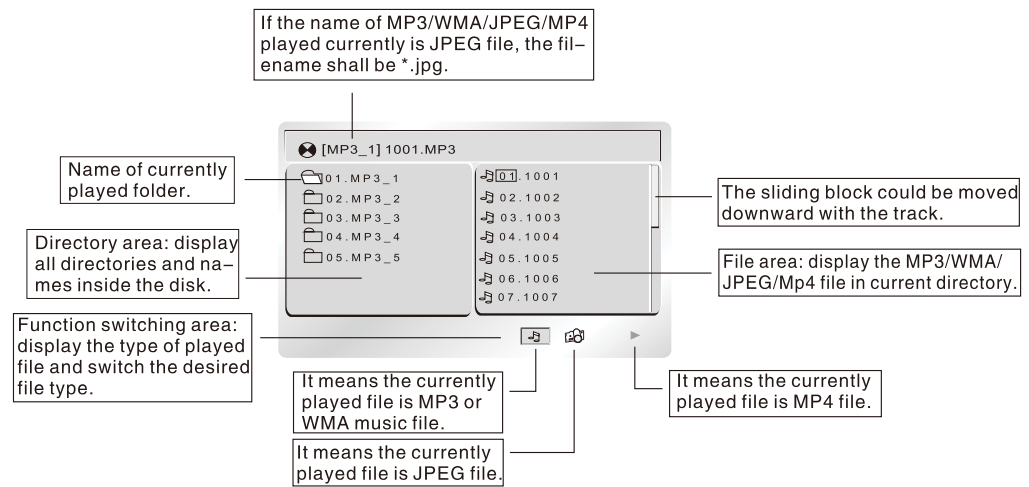 If the name of MP3/WMA/JPEG/MP4
played currently is JPEG file, the fil–
ename shall be *.jpg.
[MP3_1] 1001.MP3
Name of currently
played folder.
01.MP3_1
02.MP3_2
03.MP3_3
04.MP3_4
05.MP3_5
01.1001
02.1002
03.1003
04.1004
05.1005
06.1006
07.1007
The sliding block could be moved
downward with the track.
Directory area: display
all directories and na–
mes inside the disk.
File area: display the MP3/WMA/
JPEG/Mp4 file in current directory.
Function switching area:
display the type of played
file and switch the desired
file type.
It means the currently
played file is MP3 or
WMA music file.
It means the currently
played file is MP4 file.
It means the currently
played file is JPEG file.